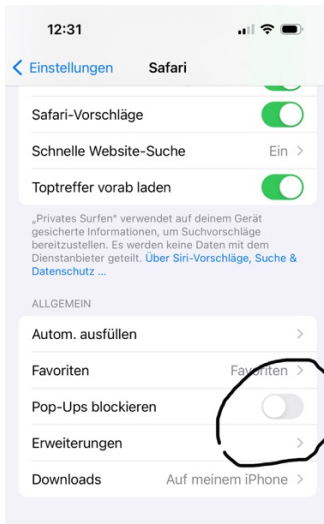 12:31
Einstellungen Safari
Safari-Vorschläge
Schnelle Website-Suche Ein
Toptreffer vorab laden
„Privates Surfen“ verwendet auf deinem Gerät
gesicherte Informationen, um Suchvorschläge
bereitzustellen. Es werden keine Daten mit dem
Dienstanbieter geteilt. Über Siri-Vorschläge, Suche &
Datenschutz ...
ALLGEMEIN
Autom. ausfüllen
Favoriten Favoriten
Pop-Ups blockieren
Erweiterungen
Downloads Auf meinem iPhone